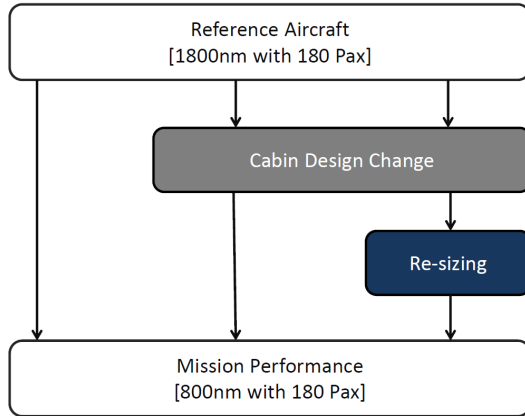 Reference Aircraft
[1800nm with 180 Pax]
Cabin Design Change
Re-sizing
Mission Performance
[800nm with 180 Pax]